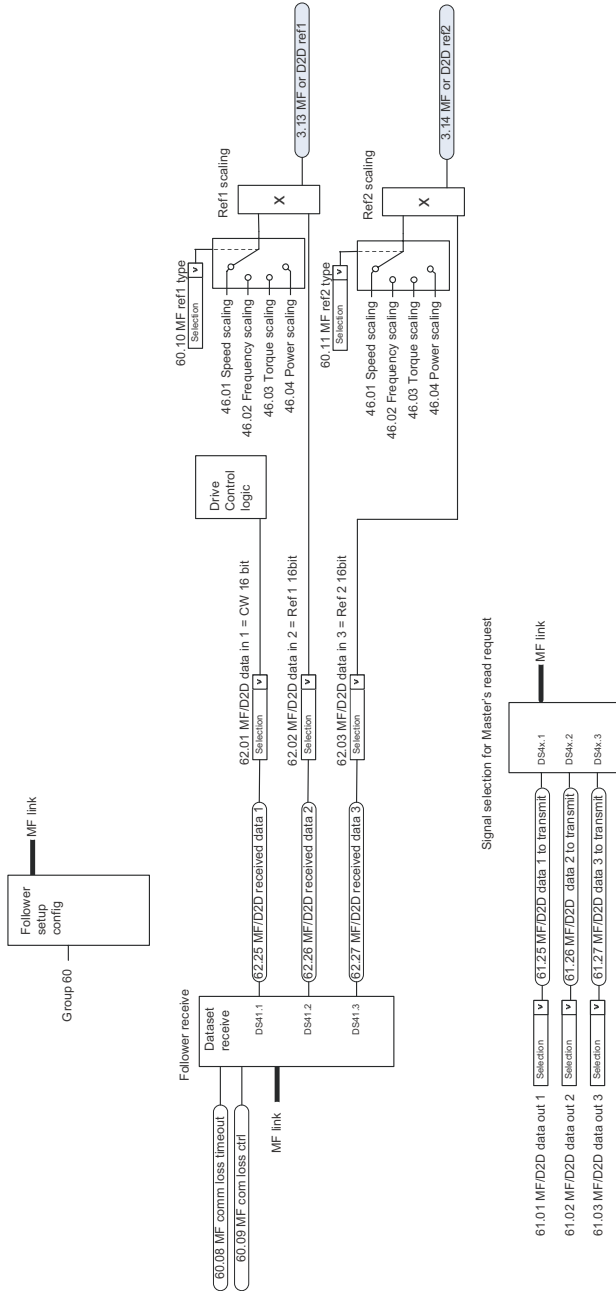 Group 60
Follower
setup
config
MF link
Follower receive
60.08 MF comm loss timeout
60.09 MF com loss ctrl
MF link
Dataset
receive
DS41.1
DS41.2
DS41.3
62.25 MF/D2D received data 1
62.26 MF/D2D received data 2
62.27 MF/D2D received data 3
62.01 MF/D2D data in 1 = CW 16 bit
Selection v
62.02 MF/D2D data in 2 = Ref 1 16bit
Selection v
62.03 MF/D2D data in 3 = Ref 2 16bit
Selection v
Drive
Control
logic
60.10 MF ref1 type
Selection v
46.01 Speed scaling
46.02 Frequency scaling
46.03 Torque scaling
46.04 Power scaling
Ref1 scaling
X
3.13 MF or D2D ref1
60.11 MF ref2 type
Selection v
46.01 Speed scaling
46.02 Frequency scaling
46.03 Torque scaling
46.04 Power scaling
Ref2 scaling
X
3.14 MF or D2D ref2
Signal selection for Master's read request
61.01 MF/D2D data out 1 Selection v 61.25 MF/D2D data 1 to transmit DS4x.1
61.02 MF/D2D data out 2 Selection v 61.26 MF/D2D data 2 to transmit DS4x.2
61.03 MF/D2D data out 3 Selection v 61.27 MF/D2D data 3 to transmit DS4x.3
MF link